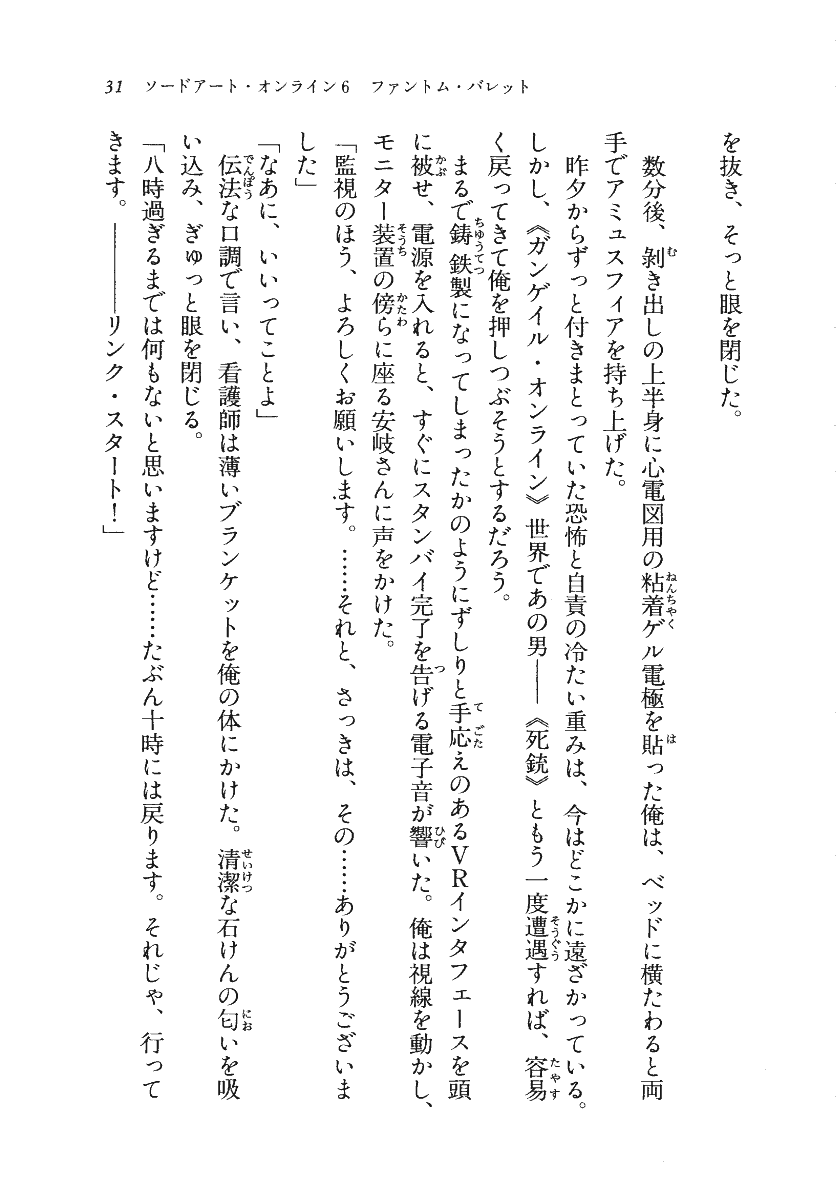 31　ソードアート・オンライン6　ファントム・バレット
を抜き、そっと眼を閉じた。
数分後、剝き出しの上半身に心電図用の粘着ゲル電極を貼った俺は、ベッドに横たわると両
手でアミュスフィアを持ち上げた。
昨夕からずっと付きまとっていた恐怖と自責の冷たい重みは、今はどこかに遠ざかっている。
しかし、《ガンゲイル・オンライン》世界であの男――《死銃》ともう一度遭遇すれば、容易
く戻ってきて俺を押しつぶそうとするだろう。
まるで鋳鉄製になってしまったかのようにずしりと手応えのあるVRインタフェースを頭
に被せ、電源を入れると、すぐにスタンバイ完了を告げる電子音が響いた。俺は視線を動かし、
モニター装置の傍らに座る安岐さんに声をかけた。
「監視のほう、よろしくお願いします。……それと、さっきは、その……ありがとうございま
した」
「なあに、いいってことよ」
伝法な口調で言い、看護師は薄いブランケットを俺の体にかけた。清潔な石けんの匂いを吸
い込み、ぎゅっと眼を閉じる。
「八時過ぎるまでは何もないと思いますけど……たぶん十時には戻ります。それじゃ、行って
きます。――リンク・スタート！」